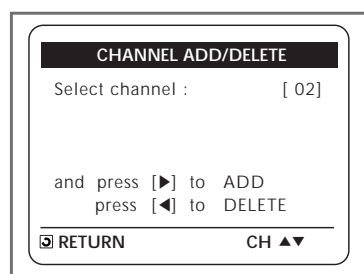 CHANNEL ADD/DELETE
Select channel : [ 02]
and press [▶] to ADD
press [◀] to DELETE
RETURN CH ▲▼